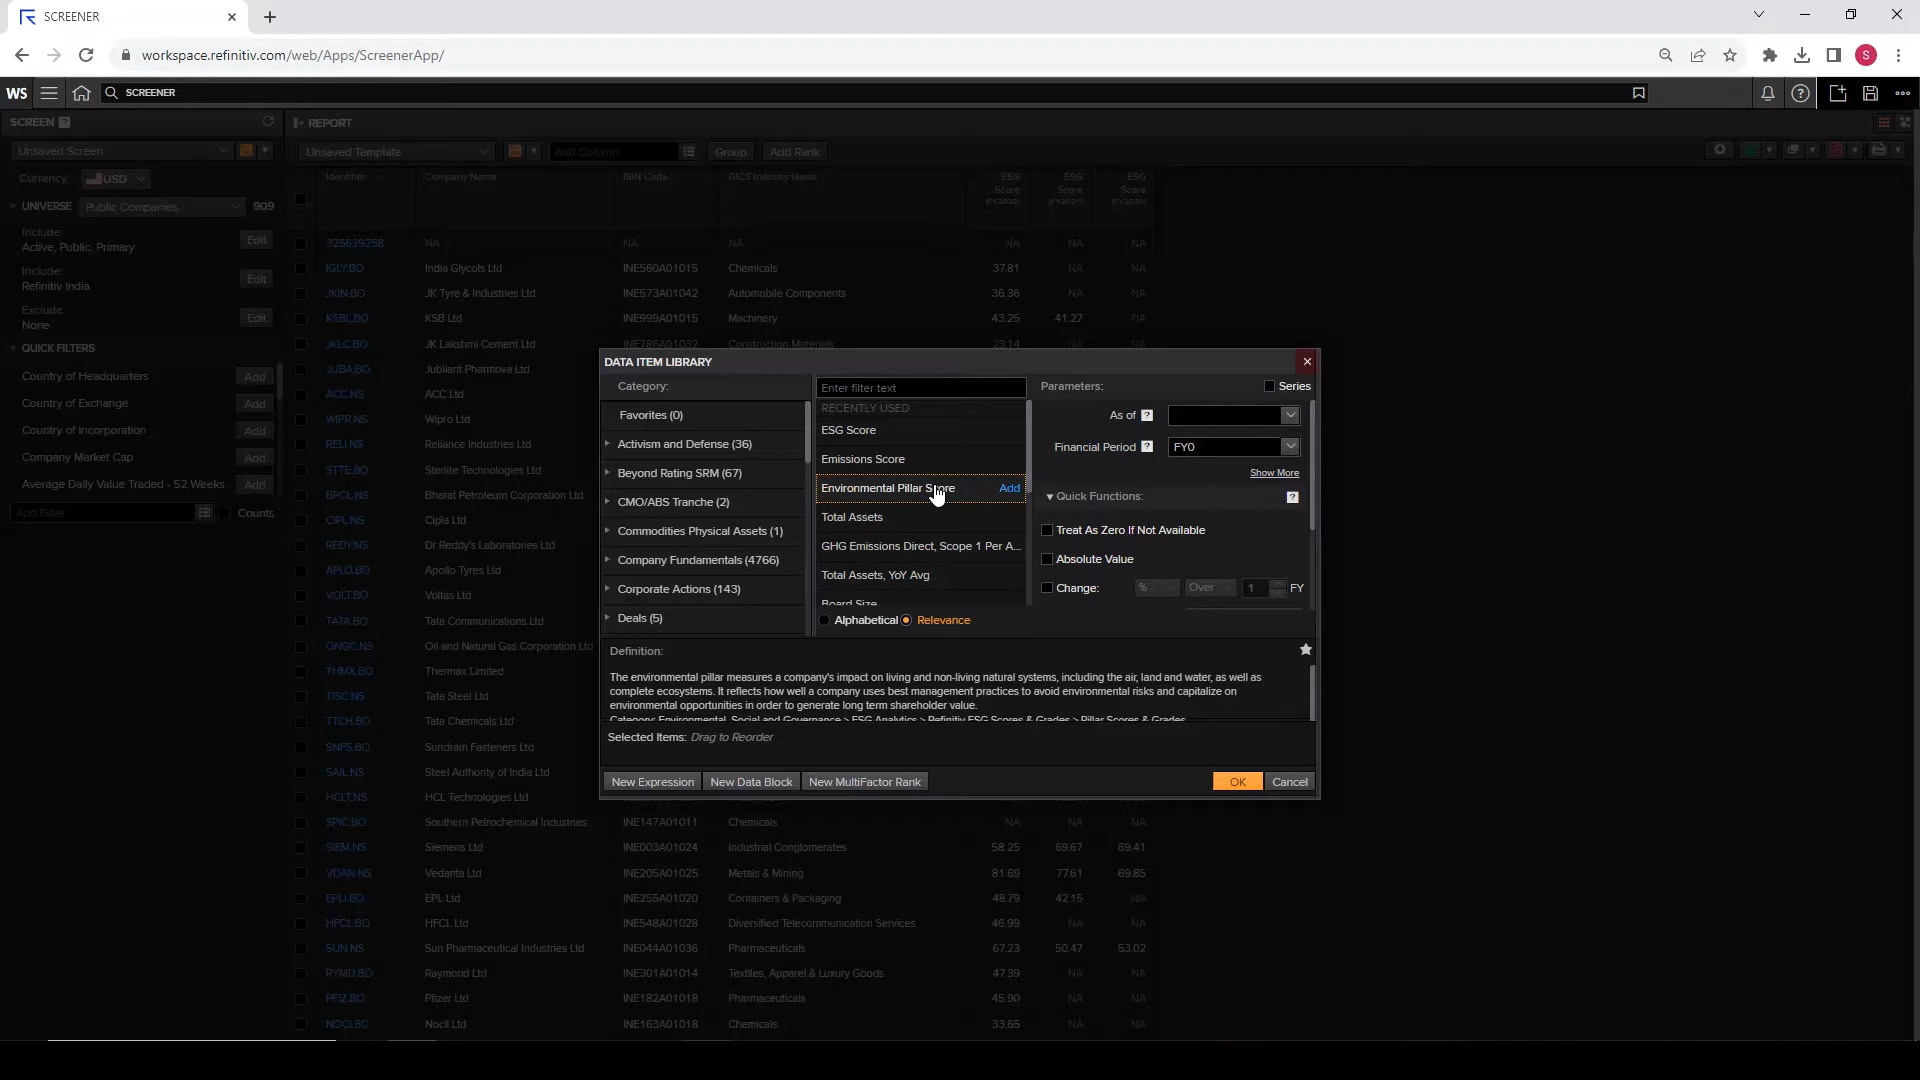 SCREENER
workspace.refinitiv.com/web/Apps/ScreenerApp/
S
WS
SCREENER
SCREEN ?
REPORT
Unsaved Screen
Unsaved Template
Add Column
Group
Add Rank
Currency:
USD
UNIVERSE
Public Companies
909
Include:
Active, Public, Primary
Edit
Include:
Refinitiv India
Edit
Exclude:
None
Edit
QUICK FILTERS
Country of Headquarters
Add
Country of Exchange
Add
Country of Incorporation
Add
Company Market Cap
Add
Average Daily Value Traded - 52 Weeks
Add
Add Filter
Counts
Identifier
Company Name
ISIN Code
GICS Industry Name
ESG Score (FY2022)
ESG Score (FY2021)
ESG Score (FY2020)
325629258 NA NA NA NA NA NA
IGLY.BO India Glycols Ltd INE560A01015 Chemicals 37.81 NA NA
JKIN.BO JK Tyre & Industries Ltd INE573A01042 Automobile Components 36.36 NA NA
KSBL.BO KSB Ltd INE999A01015 Machinery 43.25 41.27 NA
JKLC.BO JK Lakshmi Cement Ltd INE786A01032 Construction Materials 23.14 NA NA
JUBA.BO Jubilant Pharmova Ltd
ACC.NS ACC Ltd
WIPR.NS Wipro Ltd
RELI.NS Reliance Industries Ltd
STTE.BO Sterlite Technologies Ltd
BPCL.NS Bharat Petroleum Corporation Ltd
CIPL.NS Cipla Ltd
REDY.NS Dr Reddy's Laboratories Ltd
APLO.BO Apollo Tyres Ltd
VOLT.BO Voltas Ltd
TATA.BO Tata Communications Ltd
ONGC.NS Oil and Natural Gas Corporation Ltd
THMX.BO Thermax Limited
TISC.NS Tata Steel Ltd
TTCH.BO Tata Chemicals Ltd
SNFS.BO Sundram Fasteners Ltd
SAIL.NS Steel Authority of India Ltd
HCLT.NS HCL Technologies Ltd
SPIC.BO Southern Petrochemical Industries ... INE147A01011 Chemicals NA NA NA
SIEM.NS Siemens Ltd INE003A01024 Industrial Conglomerates 58.25 69.67 69.41
VDAN.NS Vedanta Ltd INE205A01025 Metals & Mining 81.69 77.61 69.85
EPLI.BO EPL Ltd INE255A01020 Containers & Packaging 48.79 42.15 NA
HFCL.BO HFCL Ltd INE548A01028 Diversified Telecommunication Services 46.99 NA NA
SUN.NS Sun Pharmaceutical Industries Ltd INE044A01036 Pharmaceuticals 67.23 50.47 53.02
RYMD.BO Raymond Ltd INE301A01014 Textiles, Apparel & Luxury Goods 47.39 NA NA
PFIZ.BO Pfizer Ltd INE182A01018 Pharmaceuticals 45.90 NA NA
NOCI.BO Nocil Ltd INE163A01018 Chemicals 33.65 NA NA
DATA ITEM LIBRARY
Category:
Favorites (0)
Activism and Defense (36)
Beyond Rating SRM (67)
CMO/ABS Tranche (2)
Commodities Physical Assets (1)
Company Fundamentals (4766)
Corporate Actions (143)
Deals (5)
Enter filter text
RECENTLY USED
ESG Score
Emissions Score
Environmental Pillar Score
Add
Total Assets
GHG Emissions Direct, Scope 1 Per A...
Total Assets, YoY Avg
Board Size
Alphabetical
Relevance
Parameters:
Series
As of ?
Financial Period ?
FY0
Show More
Quick Functions:
?
Treat As Zero If Not Available
Absolute Value
Change: % Over 1 FY
Definition:
The environmental pillar measures a company's impact on living and non-living natural systems, including the air, land and water, as well as
complete ecosystems. It reflects how well a company uses best management practices to avoid environmental risks and capitalize on
environmental opportunities in order to generate long term shareholder value.
Category: Environmental, Social and Governance > ESG Analytics > Refinitiv ESG Scores & Grades > Pillar Scores & Grades
Selected Items: Drag to Reorder
New Expression
New Data Block
New MultiFactor Rank
OK
Cancel